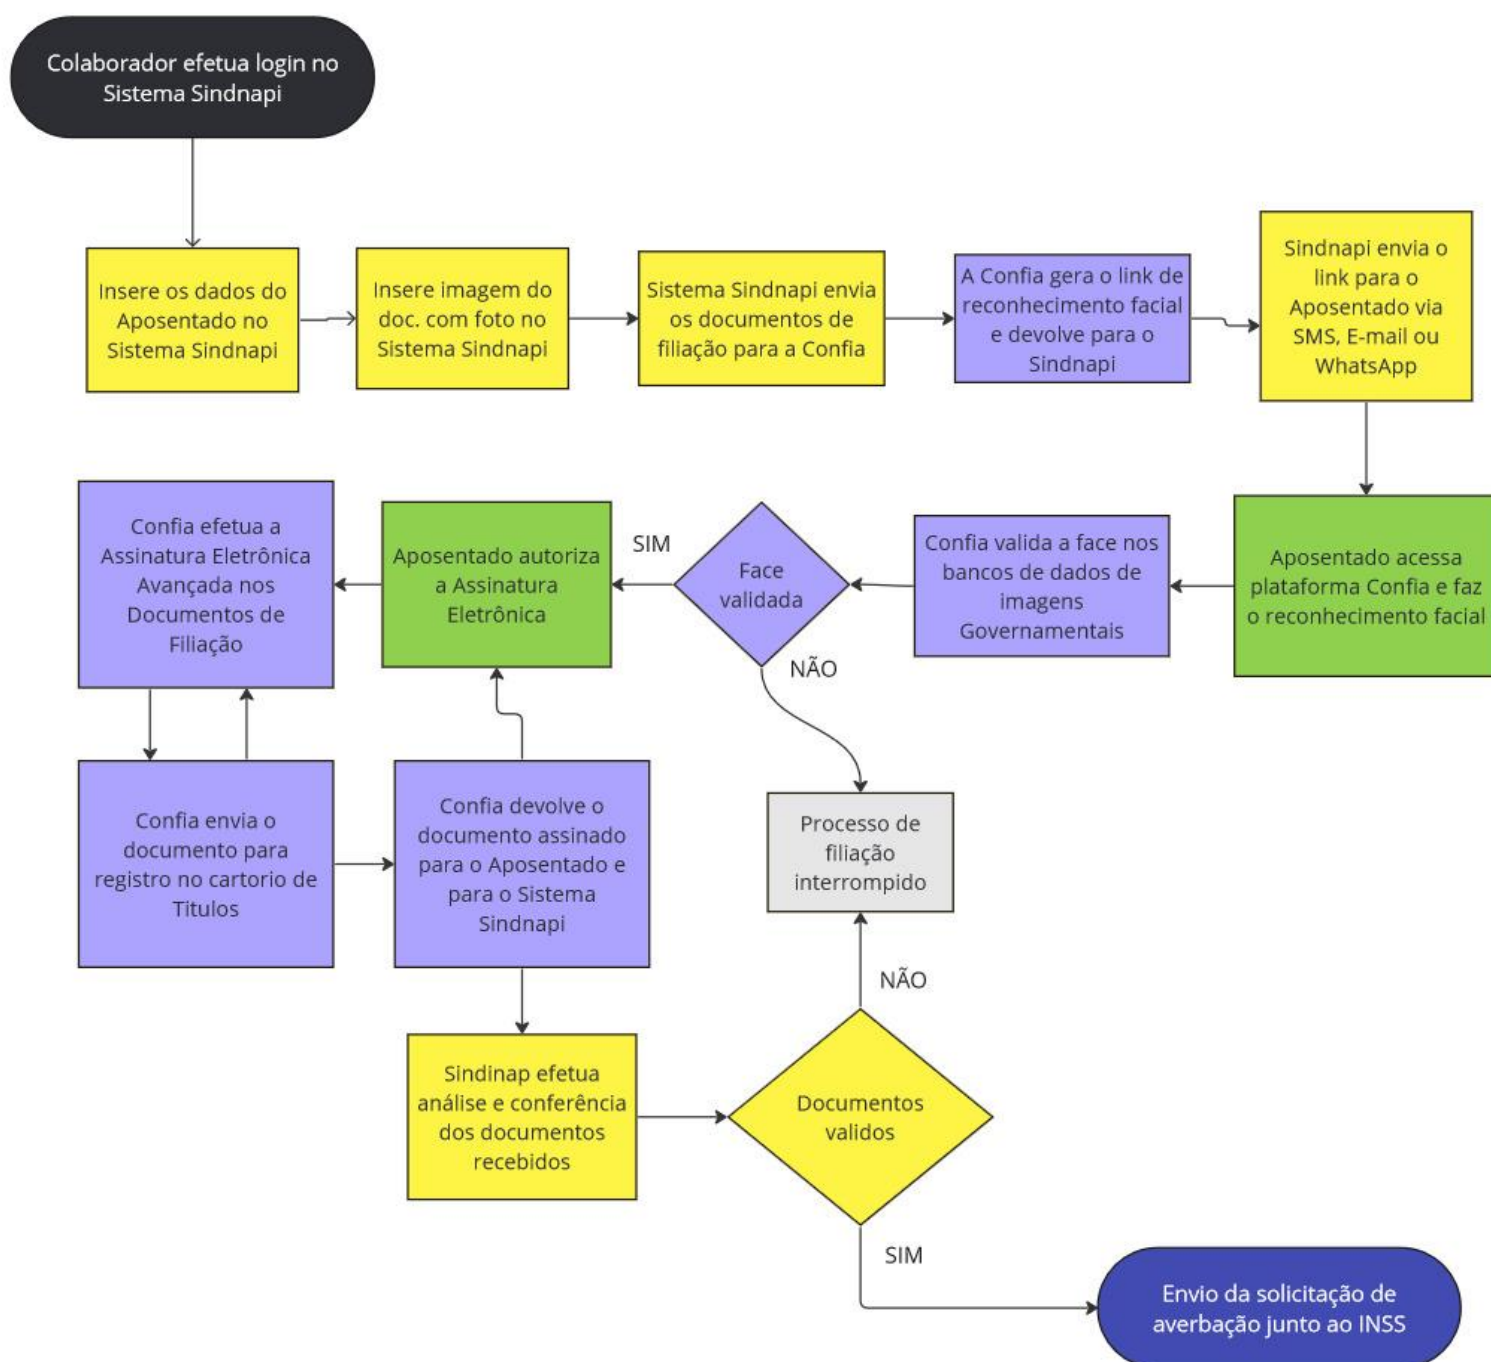 Colaborador efetua login no
Sistema Sindnapi
Insere os dados do
Aposentado no
Sistema Sindnapi
Insere imagem do
doc. com foto no
Sistema Sindnapi
Sistema Sindnapi envia
os documentos de
filiação para a Confia
A Confia gera o link de
reconhecimento facial
e devolve para o
Sindnapi
Sindnapi envia o
link para o
Aposentado via
SMS, E-mail ou
WhatsApp
Aposentado acessa
plataforma Confia e faz
o reconhecimento facial
Confia valida a face nos
bancos de dados de
imagens
Governamentais
Face
validada
SIM
NÃO
Aposentado autoriza
a Assinatura
Eletrônica
Confia efetua a
Assinatura Eletrônica
Avançada nos
Documentos de
Filiação
Confia envia o
documento para
registro no cartorio de
Titulos
Confia devolve o
documento assinado
para o Aposentado e
para o Sistema
Sindnapi
Processo de
filiação
interrompido
NÃO
Sindinap efetua
análise e conferência
dos documentos
recebidos
Documentos
validos
SIM
Envio da solicitação de
averbação junto ao INSS